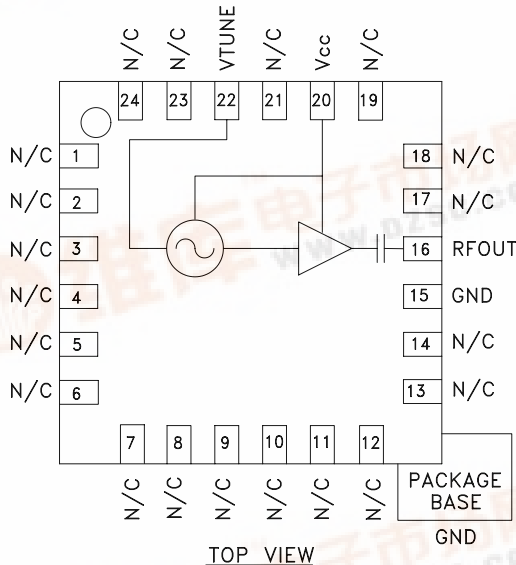 N/C
N/C
VTUNE
N/C
Vcc
N/C
24
23
22
21
20
19
N/C 1
N/C 2
N/C 3
N/C 4
N/C 5
N/C 6
18 N/C
17 N/C
16 RFOUT
15 GND
14 N/C
13 N/C
7
8
9
10
11
12
N/C
N/C
N/C
N/C
N/C
N/C
PACKAGE
BASE
GND
TOP VIEW